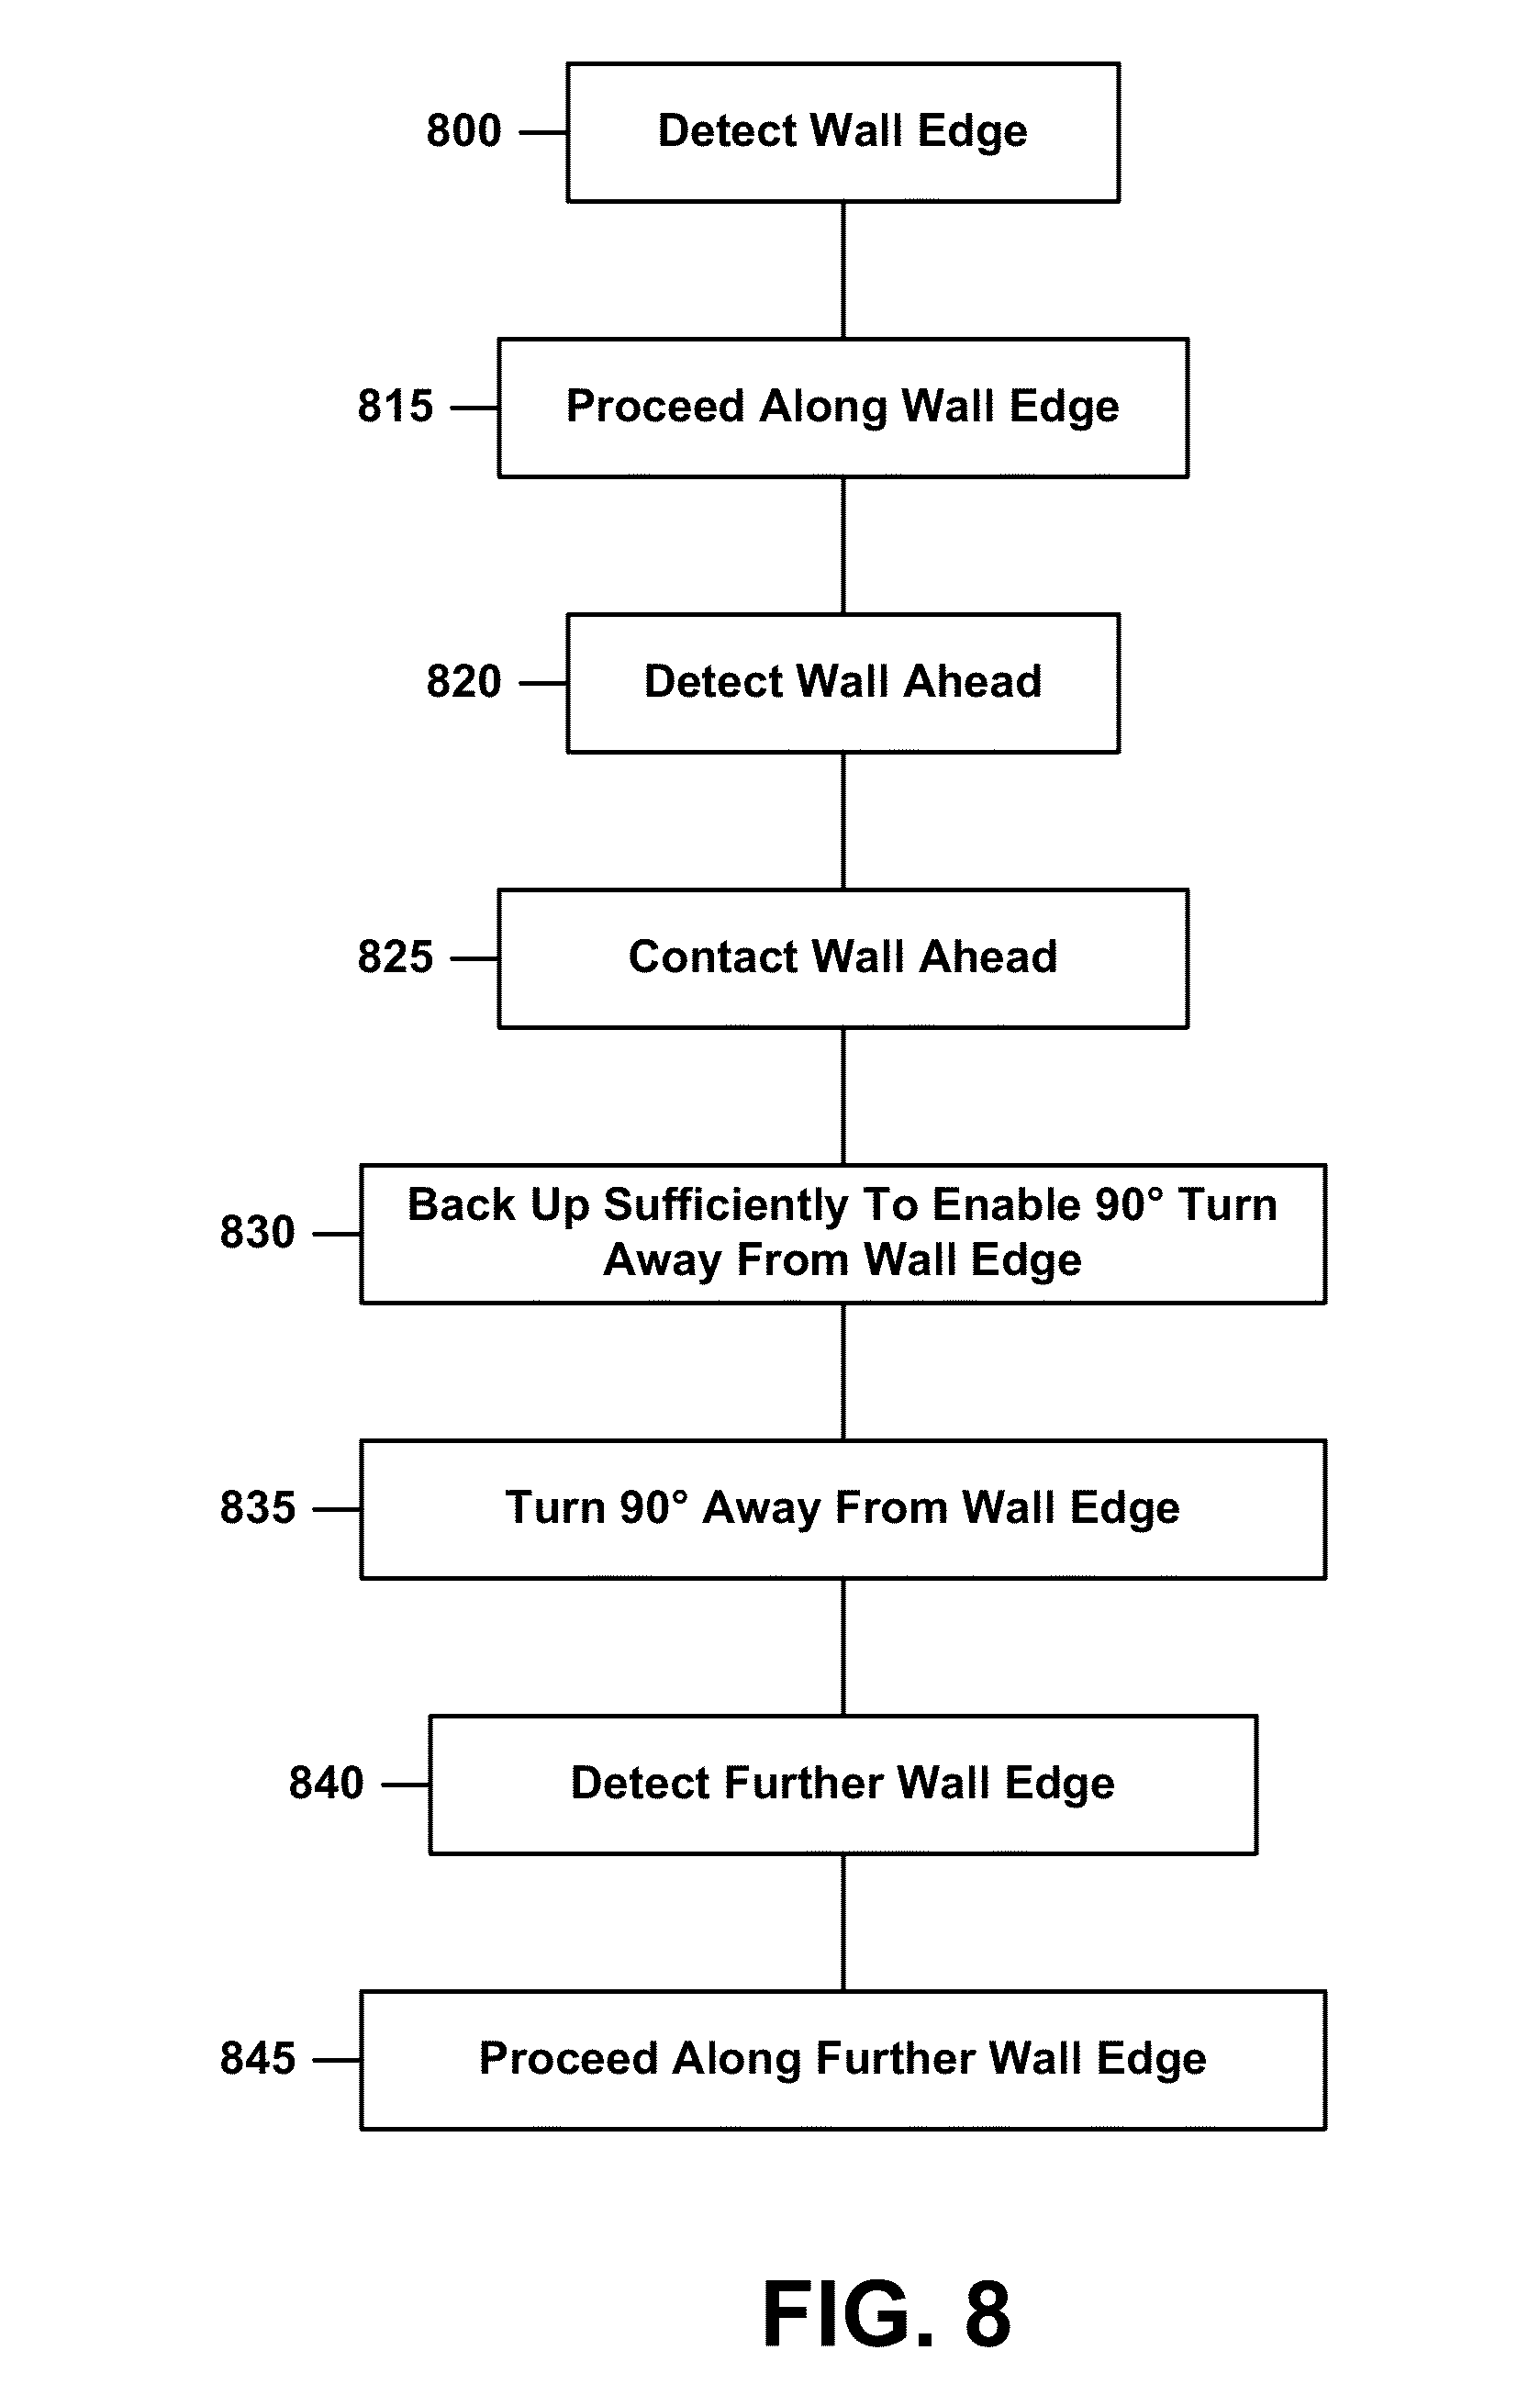 800 Detect Wall Edge
815 Proceed Along Wall Edge
820 Detect Wall Ahead
825 Contact Wall Ahead
830 Back Up Sufficiently To Enable 90° Turn
Away From Wall Edge
835 Turn 90° Away From Wall Edge
840 Detect Further Wall Edge
845 Proceed Along Further Wall Edge
FIG. 8